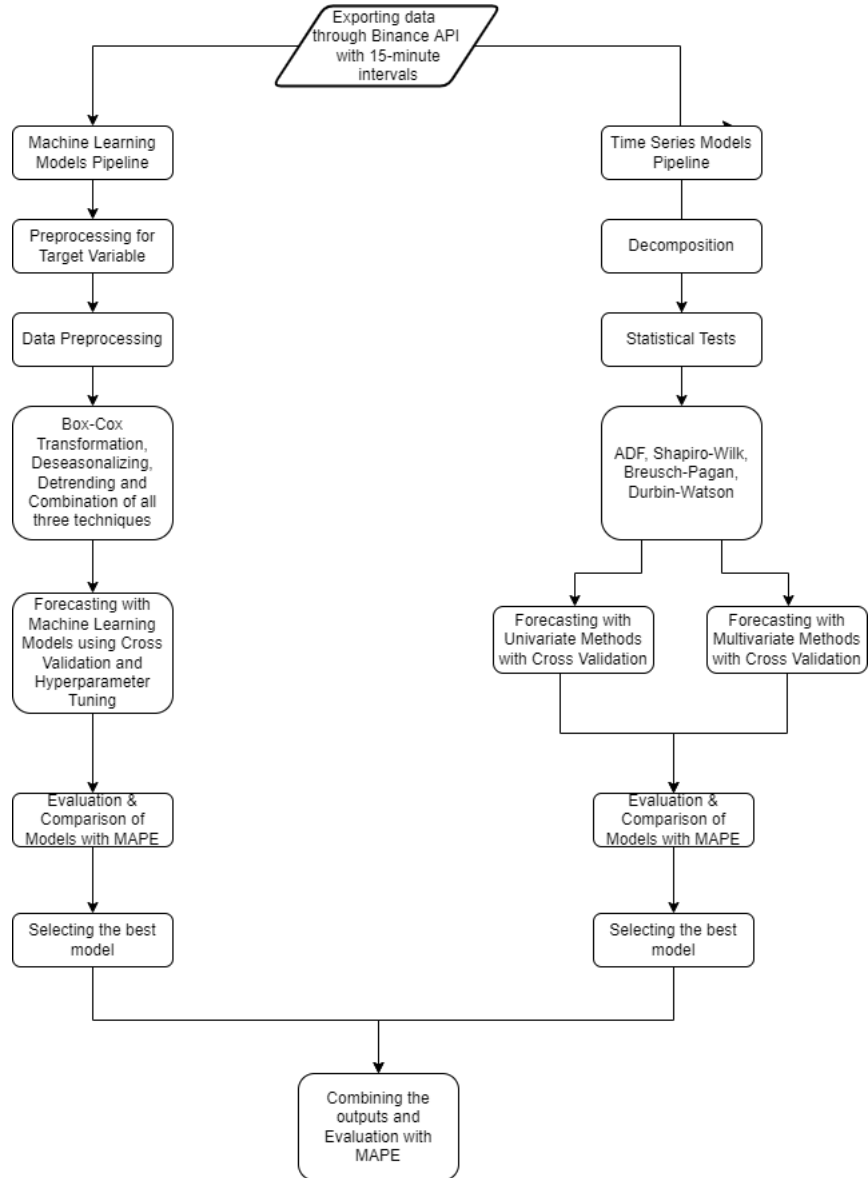 Exporting data
through Binance API
with 15-minute
intervals
Machine Learning
Models Pipeline
Time Series Models
Pipeline
Preprocessing for
Target Variable
Decomposition
Data Preprocessing
Statistical Tests
Box-Cox
Transformation,
Deseasonalizing,
Detrending and
Combination of all
three techniques
ADF, Shapiro-Wilk,
Breusch-Pagan,
Durbin-Watson
Forecasting with
Machine Learning
Models using Cross
Validation and
Hyperparameter
Tuning
Forecasting with
Univariate Methods
with Cross Validation
Forecasting with
Multivariate Methods
with Cross Validation
Evaluation &
Comparison of
Models with MAPE
Evaluation &
Comparison of
Models with MAPE
Selecting the best
model
Selecting the best
model
Combining the
outputs and
Evaluation with
MAPE